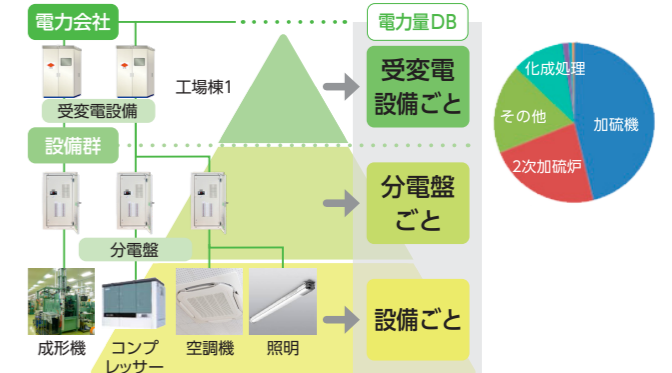 電力会社
電力量DB
工場棟1
受変電
設備ごと
受変電設備
設備群
分電盤
ごと
分電盤
設備ごと
成形機
コンプ
レッサー
空調機
照明
化成処理
その他
加硫機
2次加硫炉